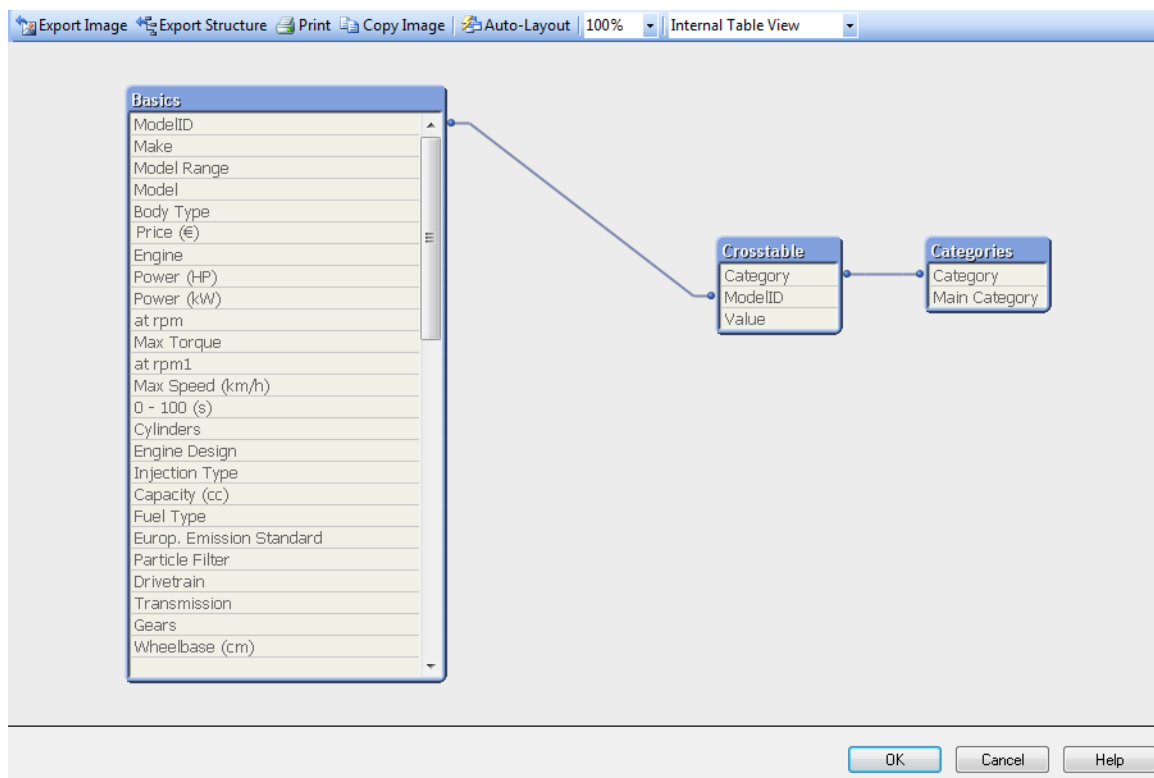 Export Image Export Structure Print Copy Image Auto-Layout 100% Internal Table View
Basics
ModelID
Make
Model Range
Model
Body Type
Price (€)
Engine
Power (HP)
Power (kW)
at rpm
Max Torque
at rpm1
Max Speed (km/h)
0 - 100 (s)
Cylinders
Engine Design
Injection Type
Capacity (cc)
Fuel Type
Europ. Emission Standard
Particle Filter
Drivetrain
Transmission
Gears
Wheelbase (cm)
Crosstable
Category
ModelID
Value
Categories
Category
Main Category
OK Cancel Help